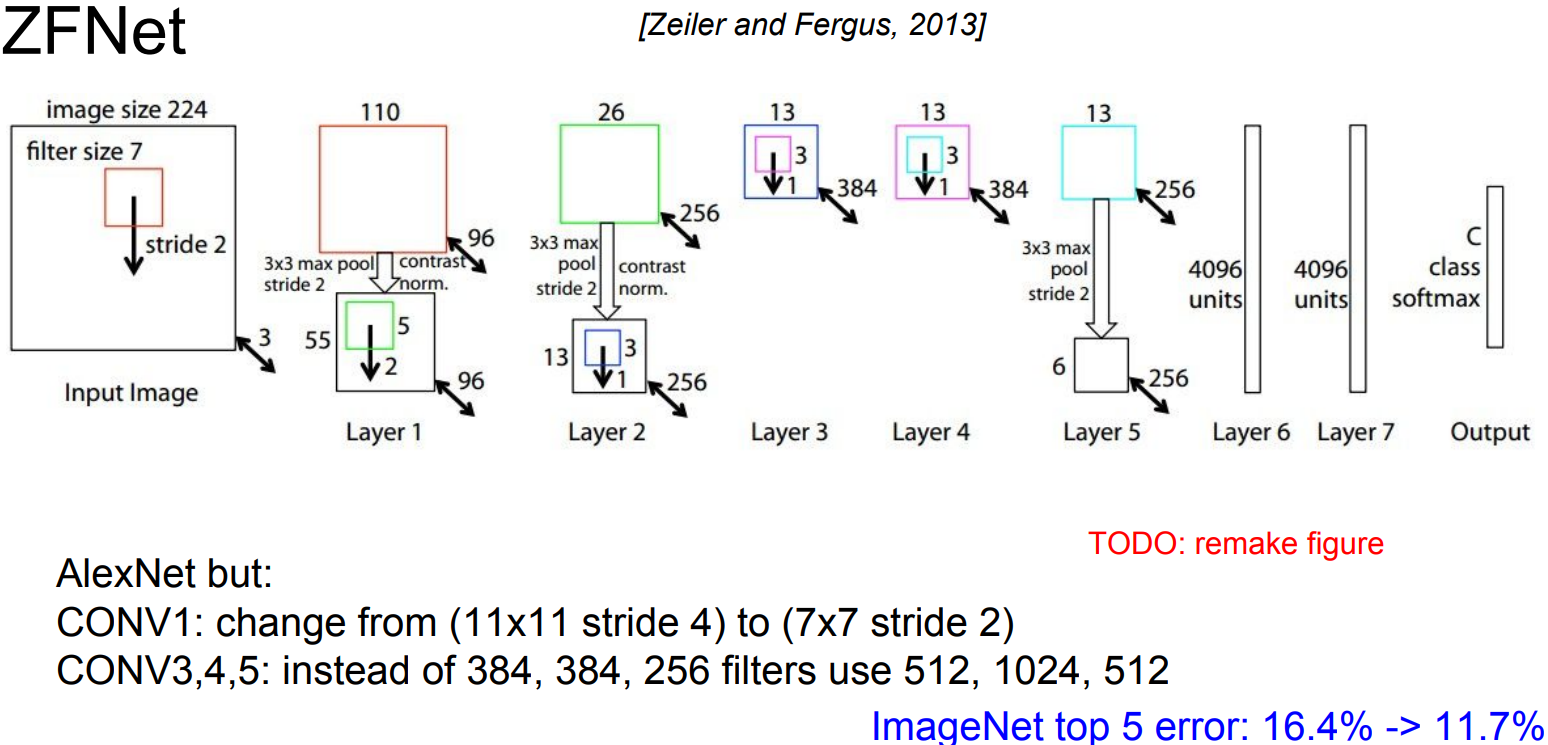 ZFNet
[Zeiler and Fergus, 2013]
image size 224
filter size 7
stride 2
3
Input Image
110
96
3x3 max pool
stride 2
contrast
norm.
55
5
2
96
Layer 1
26
256
3x3 max
pool
stride 2
contrast
norm.
13
3
1
256
Layer 2
13
3
1
384
Layer 3
13
3
1
384
Layer 4
13
256
3x3 max
pool
stride 2
6
256
Layer 5
4096
units
Layer 6
4096
units
Layer 7
C
class
softmax
Output
TODO: remake figure
AlexNet but:
CONV1: change from (11x11 stride 4) to (7x7 stride 2)
CONV3,4,5: instead of 384, 384, 256 filters use 512, 1024, 512
ImageNet top 5 error: 16.4% -> 11.7%